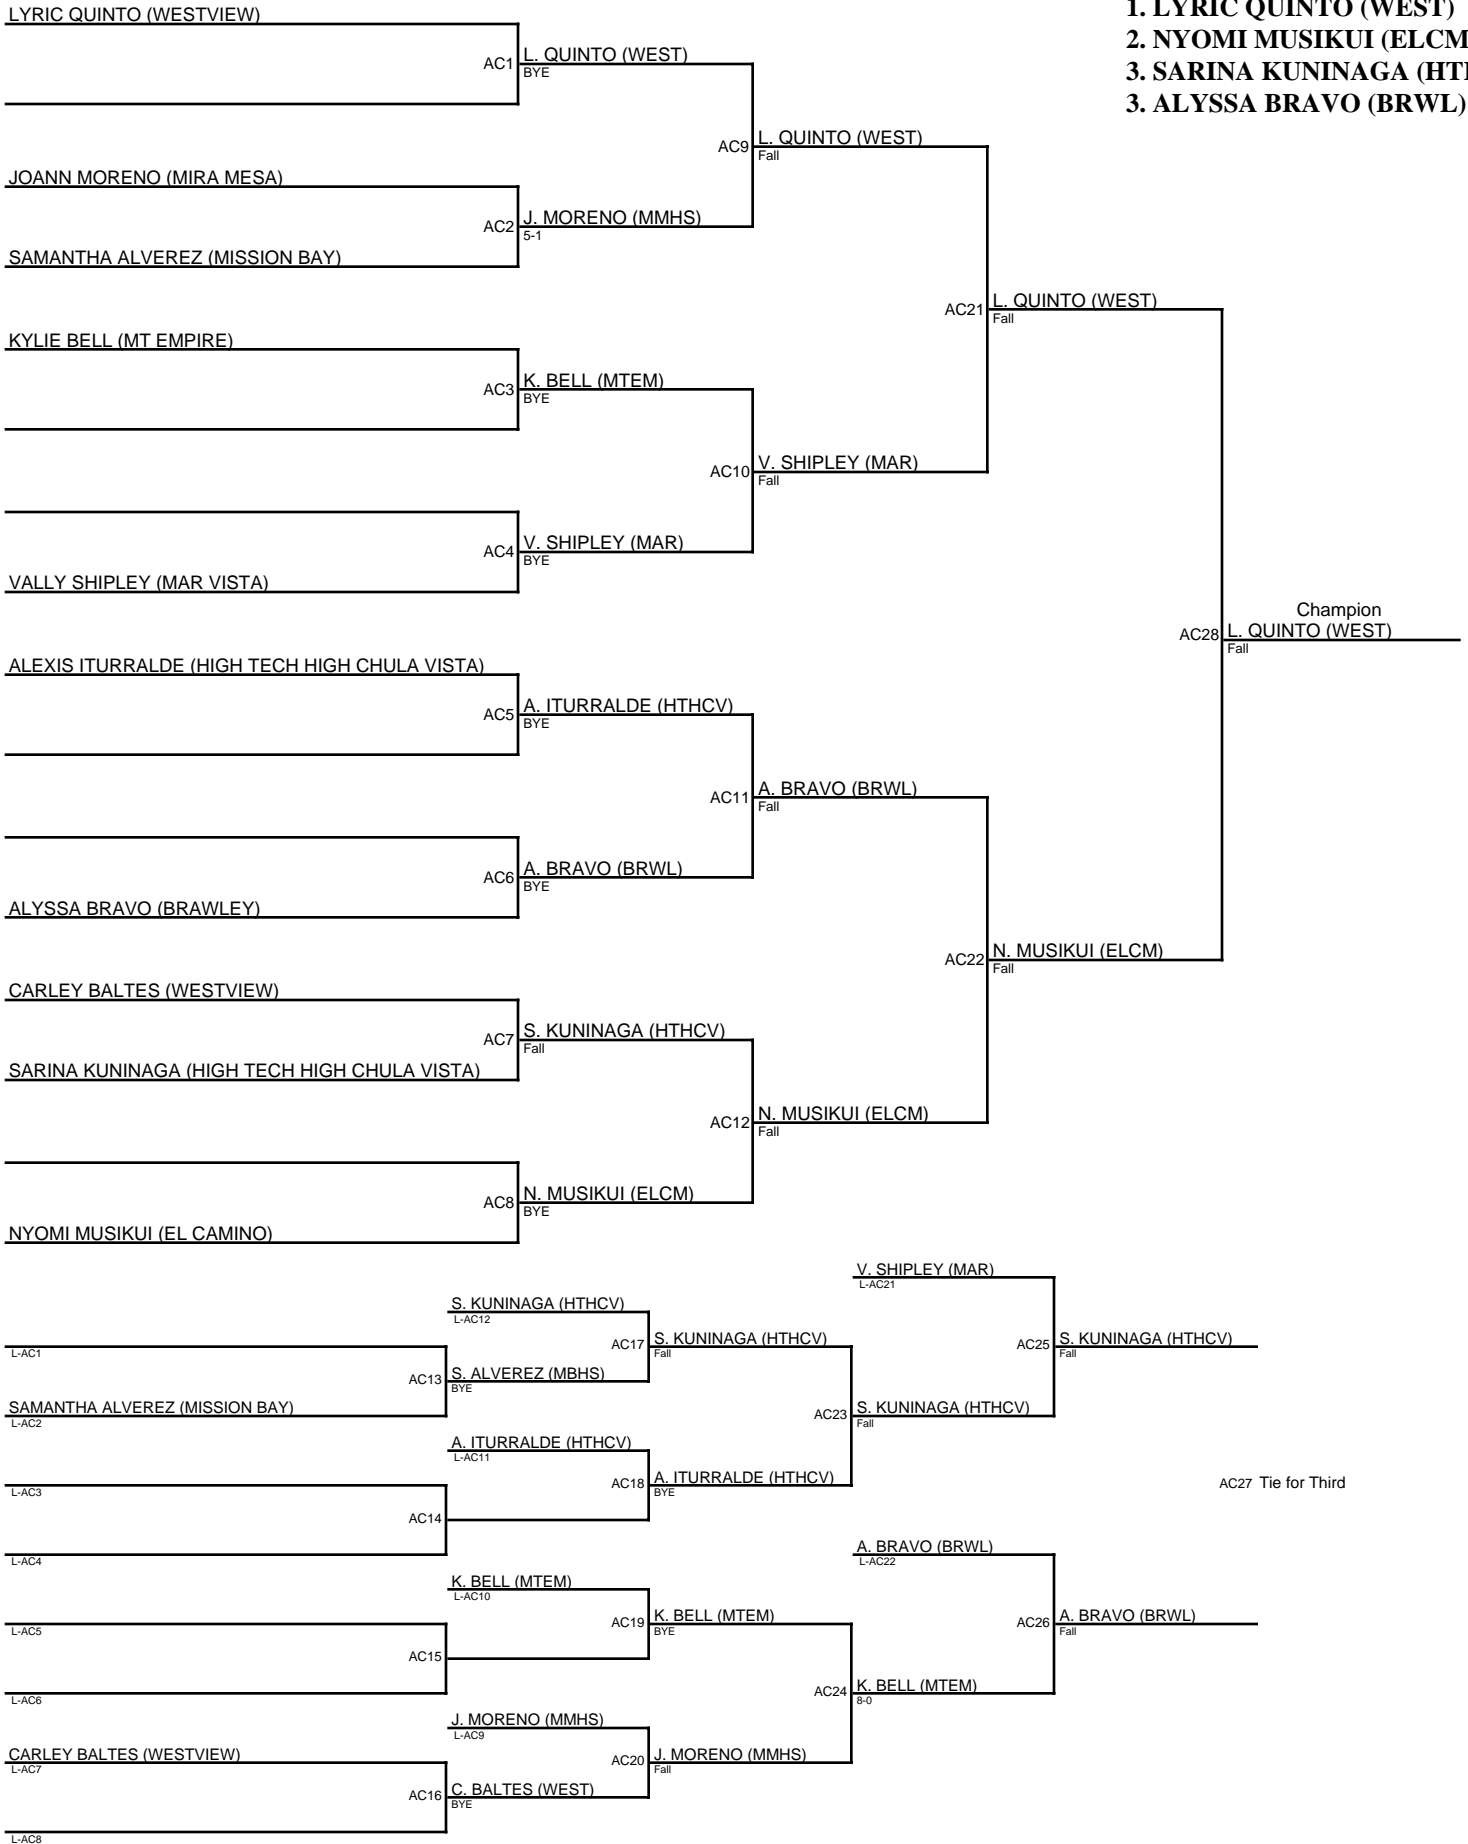 LYRIC QUINTO (WESTVIEW)
1. LYRIC QUINTO (WEST)
2. NYOMI MUSIKUI (ELCM
3. SARINA KUNINAGA (HT
3. ALYSSA BRAVO (BRWL)
AC1 L. QUINTO (WEST)
BYE
AC9 L. QUINTO (WEST)
Fall
JOANN MORENO (MIRA MESA)
AC2 J. MORENO (MMHS)
5-1
SAMANTHA ALVEREZ (MISSION BAY)
AC21 L. QUINTO (WEST)
Fall
KYLIE BELL (MT EMPIRE)
AC3 K. BELL (MTEM)
BYE
AC10 V. SHIPLEY (MAR)
Fall
AC4 V. SHIPLEY (MAR)
BYE
VALLY SHIPLEY (MAR VISTA)
Champion
AC28 L. QUINTO (WEST)
Fall
ALEXIS ITURRALDE (HIGH TECH HIGH CHULA VISTA)
AC5 A. ITURRALDE (HTHCV)
BYE
AC11 A. BRAVO (BRWL)
Fall
AC6 A. BRAVO (BRWL)
BYE
ALYSSA BRAVO (BRAWLEY)
AC22 N. MUSIKUI (ELCM)
Fall
CARLEY BALTES (WESTVIEW)
AC7 S. KUNINAGA (HTHCV)
Fall
SARINA KUNINAGA (HIGH TECH HIGH CHULA VISTA)
AC12 N. MUSIKUI (ELCM)
Fall
AC8 N. MUSIKUI (ELCM)
BYE
NYOMI MUSIKUI (EL CAMINO)
V. SHIPLEY (MAR)
L-AC21
S. KUNINAGA (HTHCV)
L-AC12
AC17 S. KUNINAGA (HTHCV)
Fall
AC25 S. KUNINAGA (HTHCV)
Fall
L-AC1
AC13 S. ALVEREZ (MBHS)
BYE
SAMANTHA ALVEREZ (MISSION BAY)
L-AC2
AC23 S. KUNINAGA (HTHCV)
Fall
A. ITURRALDE (HTHCV)
L-AC11
AC18 A. ITURRALDE (HTHCV)
BYE
AC27 Tie for Third
L-AC3
AC14
L-AC4
A. BRAVO (BRWL)
L-AC22
K. BELL (MTEM)
L-AC10
AC19 K. BELL (MTEM)
BYE
AC26 A. BRAVO (BRWL)
Fall
L-AC5
AC15
L-AC6
AC24 K. BELL (MTEM)
8-0
J. MORENO (MMHS)
L-AC9
AC20 J. MORENO (MMHS)
Fall
CARLEY BALTES (WESTVIEW)
L-AC7
AC16 C. BALTES (WEST)
BYE
L-AC8